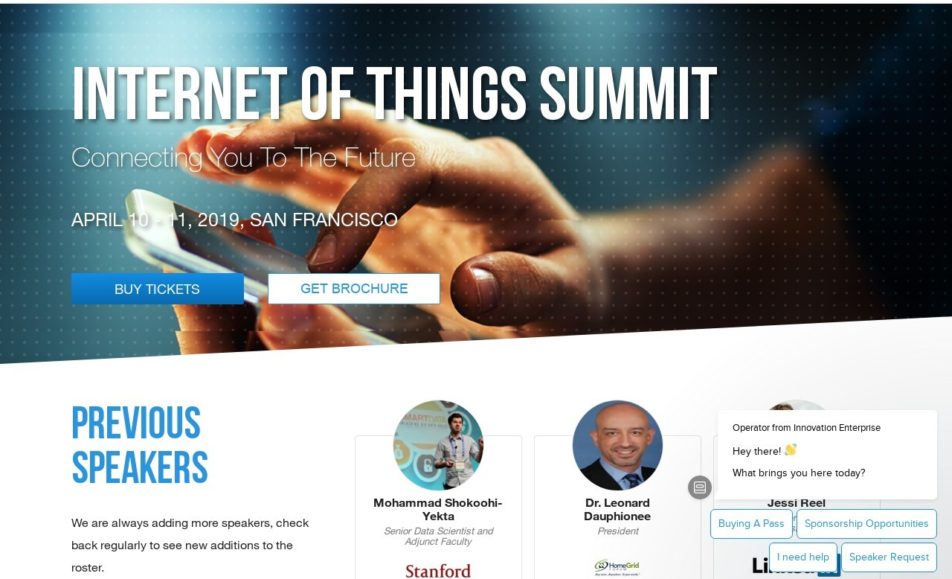 INTERNET OF THINGS SUMMIT
Connecting You To The Future
APRIL 10 - 11, 2019, SAN FRANCISCO
BUY TICKETS
GET BROCHURE
PREVIOUS
SPEAKERS
We are always adding more speakers, check
back regularly to see new additions to the
roster.
Mohammad Shokoohi-
Yekta
Senior Data Scientist and
Adjunct Faculty
Stanford
Dr. Leonard
Dauphionee
President
HomeGrid
Jessi Reel
Operator from Innovation Enterprise
Hey there! 👋
What brings you here today?
Buying A Pass
Sponsorship Opportunities
I need help
Speaker Request